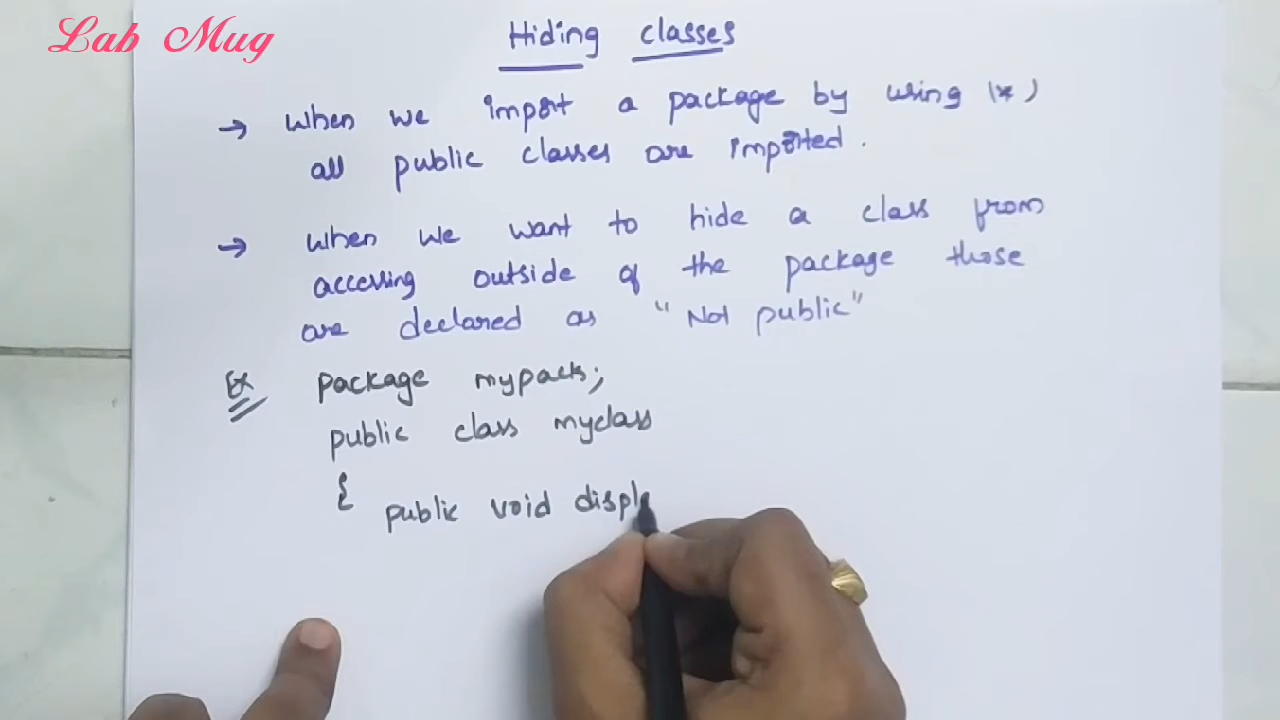 Lab Mug
Hiding classes
→ when we import a package by using (*)
all public classes are imported.
→ when we want to hide a class from
accessing outside of the package those
are declared as "Not public"
Ex package mypack;
public class myclass
{ public void displa